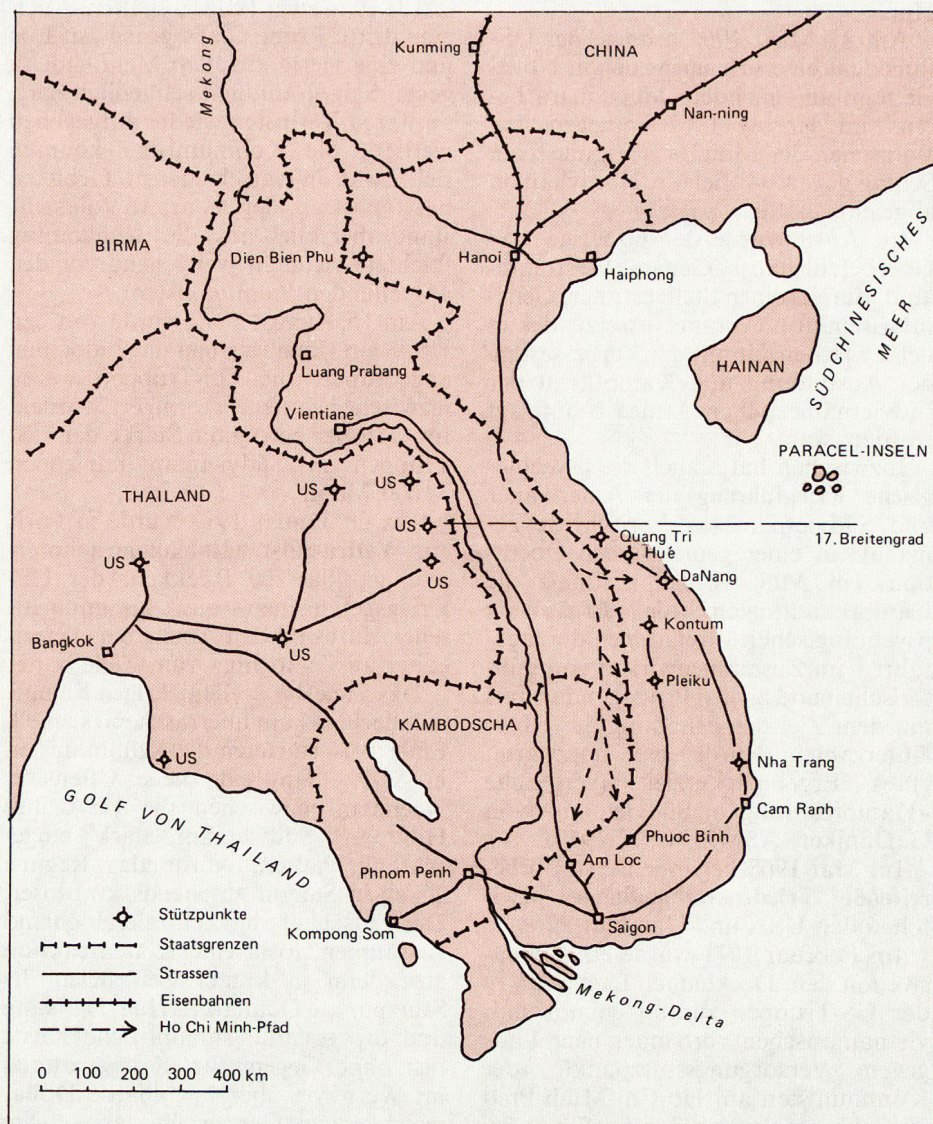 Mekong
Kunming
CHINA
Nan-ning
BIRMA
Dien Bien Phu
Hanoi
Haiphong
SÜDCHINESISCHES
MEER
HAINAN
Luang Prabang
Vientiane
PARACEL-INSELN
THAILAND
US
US
US
17. Breitengrad
Quang Tri
Hué
DaNang
US
US
Kontum
Bangkok
US
Pleiku
KAMBODSCHA
US
Nha Trang
GOLF
VON THAILAND
Cam Ranh
Phuoc Binh
Am Loc
Phnom Penh
Saigon
Kompong Som
Mekong-Delta
Stützpunkte
Staatsgrenzen
Strassen
Eisenbahnen
Ho Chi Minh-Pfad
0 100 200 400 km